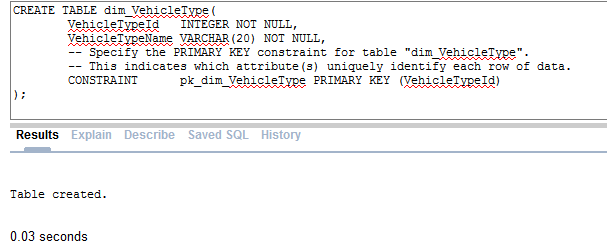 CREATE TABLE dim_VehicleType(
VehicleTypeId INTEGER NOT NULL,
VehicleTypeName VARCHAR(20) NOT NULL,
-- Specify the PRIMARY KEY constraint for table "dim_VehicleType".
-- This indicates which attribute(s) uniquely identify each row of data.
CONSTRAINT pk_dim_VehicleType PRIMARY KEY (VehicleTypeId)
);
Results Explain Describe Saved SQL History
Table created.
0.03 seconds